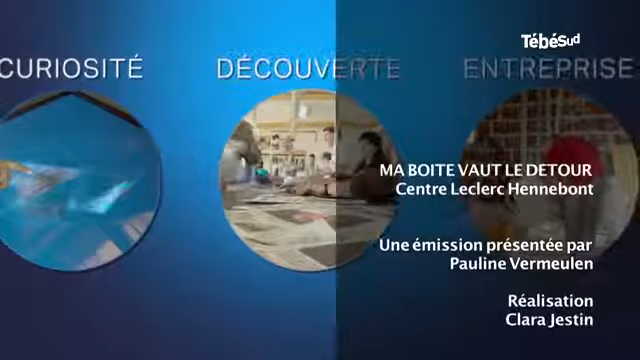 TébéSud
CURIOSITÉ
DÉCOUVERTE
ENTREPRISE
MA BOITE VAUT LE DETOUR
Centre Leclerc Hennebont
Une émission présentée par
Pauline Vermeulen
Réalisation
Clara Jestin